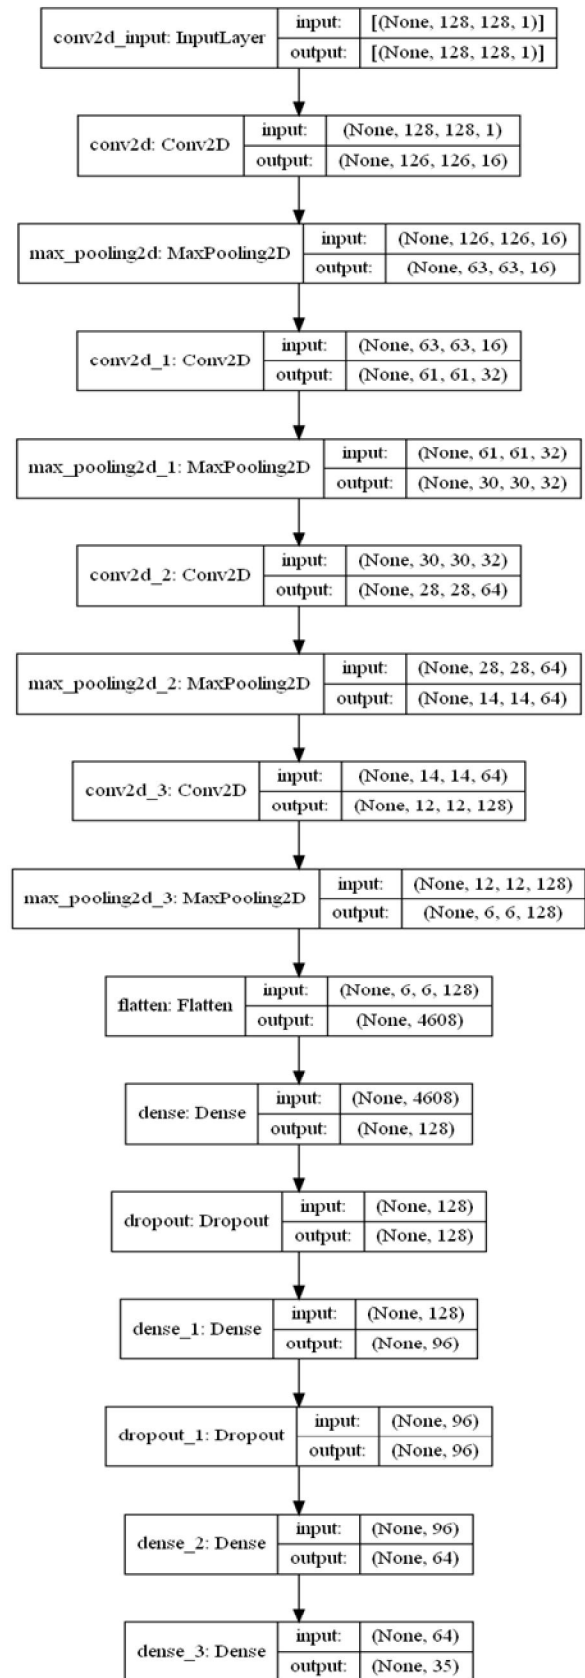 conv2d_input: InputLayer
input: [(None, 128, 128, 1)]
output: [(None, 128, 128, 1)]
conv2d: Conv2D
input: (None, 128, 128, 1)
output: (None, 126, 126, 16)
max_pooling2d: MaxPooling2D
input: (None, 126, 126, 16)
output: (None, 63, 63, 16)
conv2d_1: Conv2D
input: (None, 63, 63, 16)
output: (None, 61, 61, 32)
max_pooling2d_1: MaxPooling2D
input: (None, 61, 61, 32)
output: (None, 30, 30, 32)
conv2d_2: Conv2D
input: (None, 30, 30, 32)
output: (None, 28, 28, 64)
max_pooling2d_2: MaxPooling2D
input: (None, 28, 28, 64)
output: (None, 14, 14, 64)
conv2d_3: Conv2D
input: (None, 14, 14, 64)
output: (None, 12, 12, 128)
max_pooling2d_3: MaxPooling2D
input: (None, 12, 12, 128)
output: (None, 6, 6, 128)
flatten: Flatten
input: (None, 6, 6, 128)
output: (None, 4608)
dense: Dense
input: (None, 4608)
output: (None, 128)
dropout: Dropout
input: (None, 128)
output: (None, 128)
dense_1: Dense
input: (None, 128)
output: (None, 96)
dropout_1: Dropout
input: (None, 96)
output: (None, 96)
dense_2: Dense
input: (None, 96)
output: (None, 64)
dense_3: Dense
input: (None, 64)
output: (None, 35)